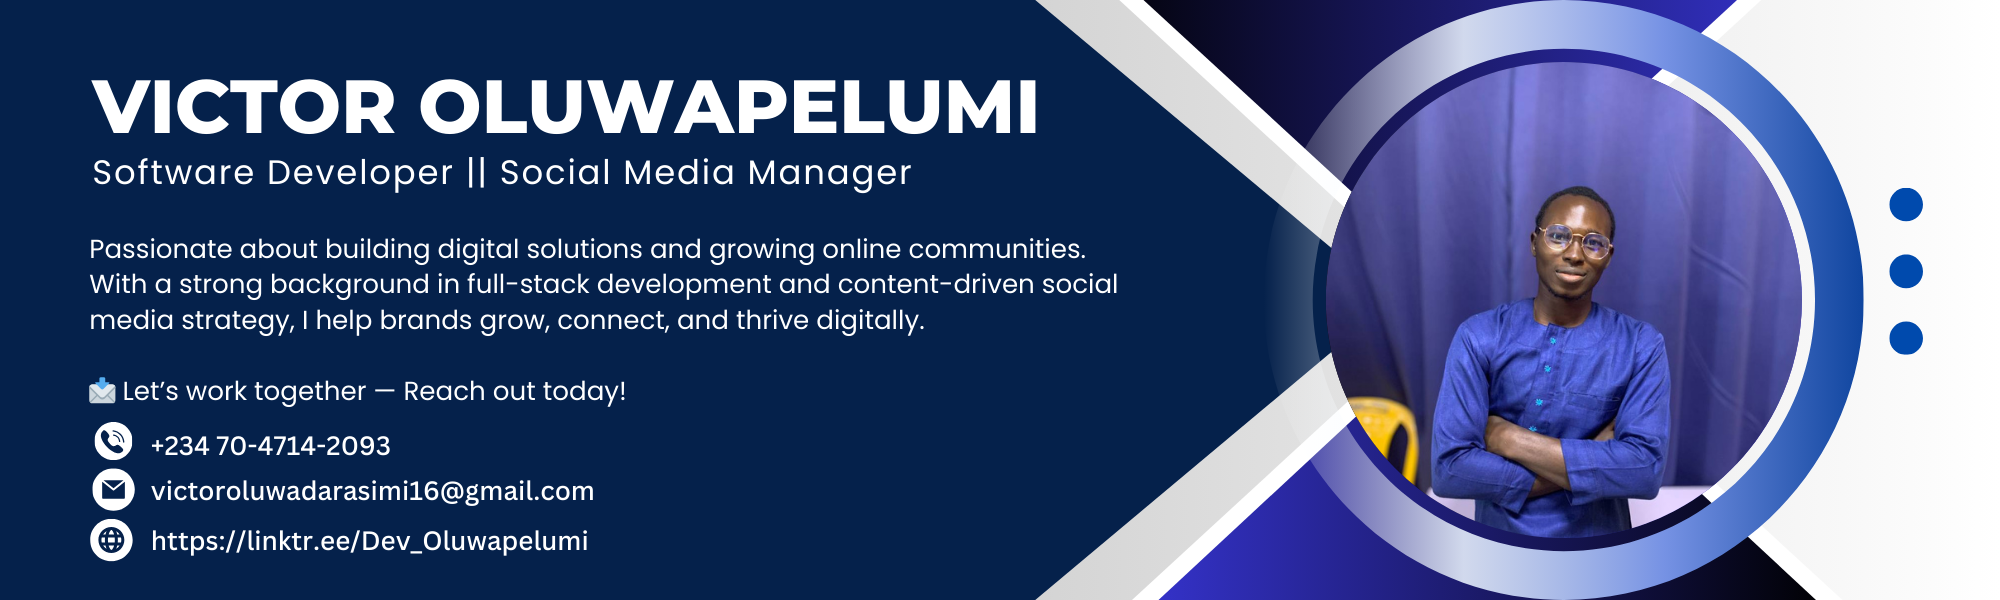 VICTOR OLUWAPELUMI
Software Developer || Social Media Manager
Passionate about building digital solutions and growing online communities.
With a strong background in full-stack development and content-driven social
media strategy, I help brands grow, connect, and thrive digitally.
📩 Let’s work together — Reach out today!
+234 70-4714-2093
victoroluwadarasimi16@gmail.com
https://linktr.ee/Dev_Oluwapelumi